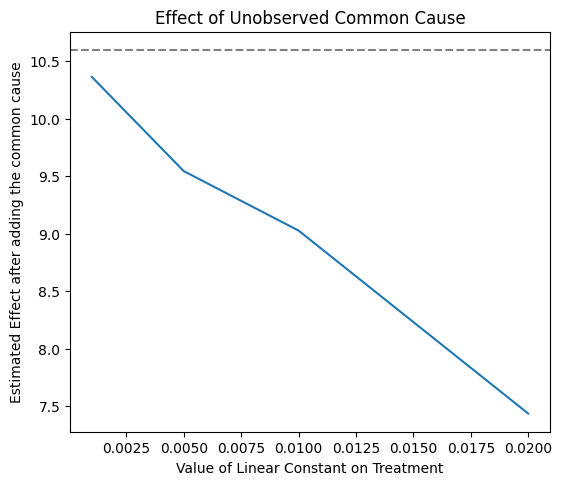 Effect of Unobserved Common Cause
Estimated Effect after adding the common cause
10.5
10.0
9.5
9.0
8.5
8.0
7.5
0.0025 0.0050 0.0075 0.0100 0.0125 0.0150 0.0175 0.0200
Value of Linear Constant on Treatment